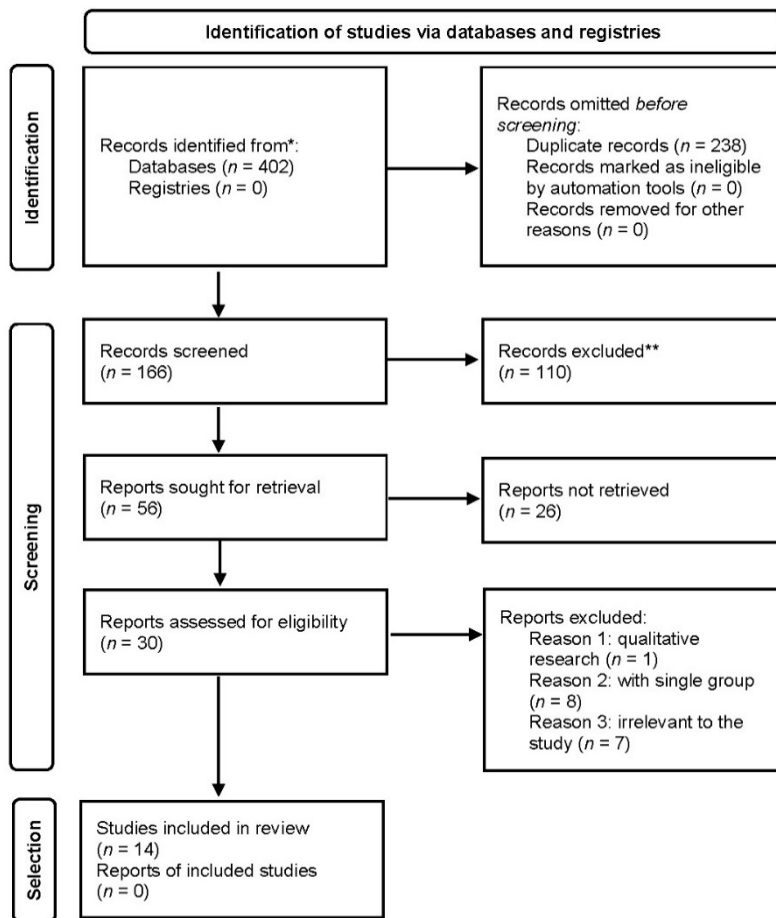 Identification of studies via databases and registries
Identification
Records identified from*:
Databases (n = 402)
Registries (n = 0)
Records omitted before
screening:
Duplicate records (n = 238)
Records marked as ineligible
by automation tools (n = 0)
Records removed for other
reasons (n = 0)
Screening
Records screened
(n = 166)
Records excluded**
(n = 110)
Reports sought for retrieval
(n = 56)
Reports not retrieved
(n = 26)
Reports assessed for eligibility
(n = 30)
Reports excluded:
Reason 1: qualitative
research (n = 1)
Reason 2: with single group
(n = 8)
Reason 3: irrelevant to the
study (n = 7)
Selection
Studies included in review
(n = 14)
Reports of included studies
(n = 0)